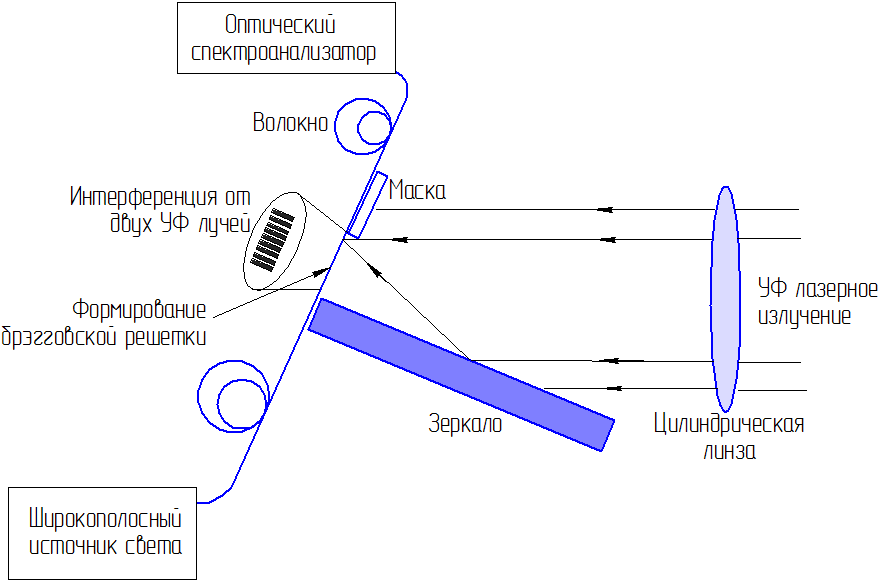 Оптический
спектроанализатор
Волокно
Маска
Интерференция от
двух УФ лучей
Формирование
брэгговской решетки
УФ лазерное
излучение
Зеркало
Цилиндрическая
линза
Широкополосный
источник света